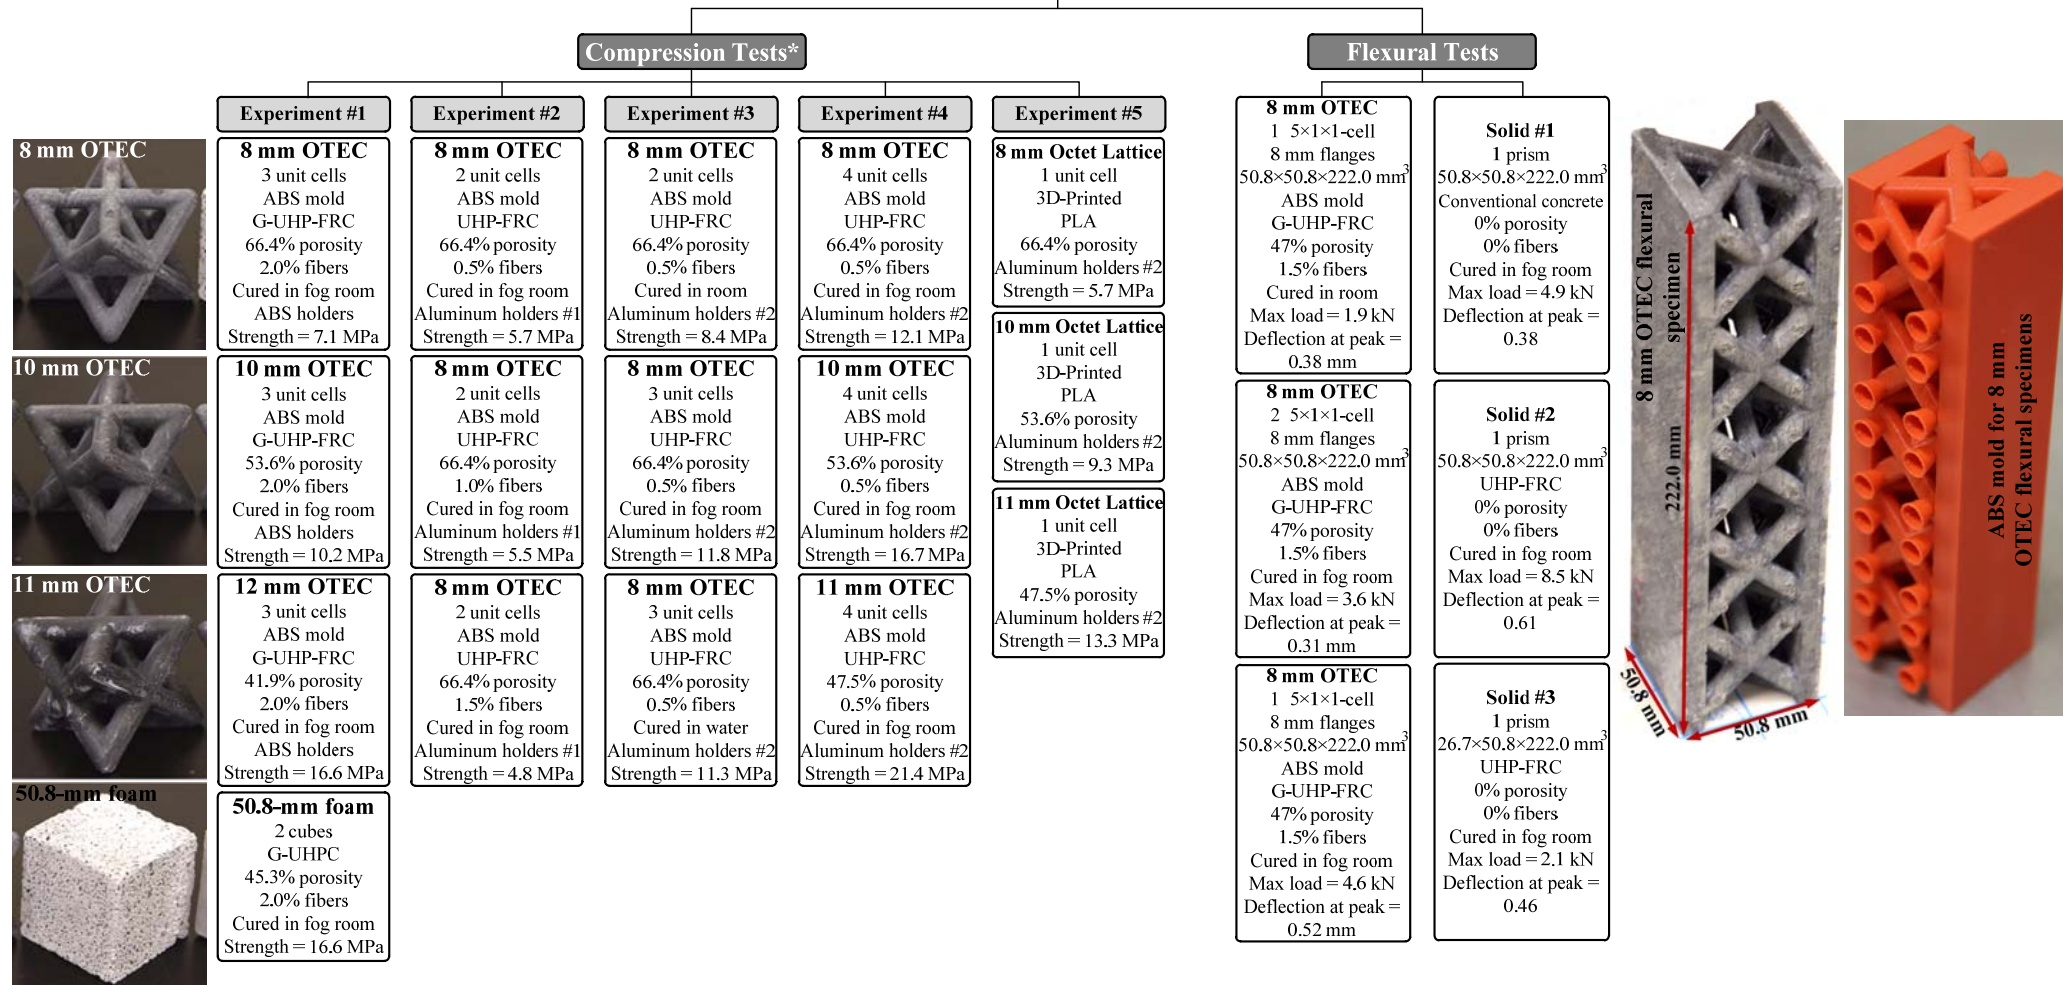 Compression Tests*
Flexural Tests
Experiment #1
Experiment #2
Experiment #3
Experiment #4
Experiment #5
8 mm OTEC
10 mm OTEC
11 mm OTEC
50.8-mm foam
8 mm OTEC
3 unit cells
ABS mold
G-UHP-FRC
66.4% porosity
2.0% fibers
Cured in fog room
ABS holders
Strength = 7.1 MPa
10 mm OTEC
3 unit cells
ABS mold
G-UHP-FRC
53.6% porosity
2.0% fibers
Cured in fog room
ABS holders
Strength = 10.2 MPa
12 mm OTEC
3 unit cells
ABS mold
G-UHP-FRC
41.9% porosity
2.0% fibers
Cured in fog room
ABS holders
Strength = 16.6 MPa
50.8-mm foam
2 cubes
G-UHPC
45.3% porosity
2.0% fibers
Cured in fog room
Strength = 16.6 MPa
8 mm OTEC
2 unit cells
ABS mold
UHP-FRC
66.4% porosity
0.5% fibers
Cured in fog room
Aluminum holders #1
Strength = 5.7 MPa
8 mm OTEC
2 unit cells
ABS mold
UHP-FRC
66.4% porosity
1.0% fibers
Cured in fog room
Aluminum holders #1
Strength = 5.5 MPa
8 mm OTEC
2 unit cells
ABS mold
UHP-FRC
66.4% porosity
1.5% fibers
Cured in fog room
Aluminum holders #1
Strength = 4.8 MPa
8 mm OTEC
2 unit cells
ABS mold
UHP-FRC
66.4% porosity
0.5% fibers
Cured in room
Aluminum holders #2
Strength = 8.4 MPa
8 mm OTEC
3 unit cells
ABS mold
UHP-FRC
66.4% porosity
0.5% fibers
Cured in fog room
Aluminum holders #2
Strength = 11.8 MPa
8 mm OTEC
3 unit cells
ABS mold
UHP-FRC
66.4% porosity
0.5% fibers
Cured in water
Aluminum holders #2
Strength = 11.3 MPa
8 mm OTEC
4 unit cells
ABS mold
UHP-FRC
66.4% porosity
0.5% fibers
Cured in fog room
Aluminum holders #2
Strength = 12.1 MPa
10 mm OTEC
4 unit cells
ABS mold
UHP-FRC
53.6% porosity
0.5% fibers
Cured in fog room
Aluminum holders #2
Strength = 16.7 MPa
11 mm OTEC
4 unit cells
ABS mold
UHP-FRC
47.5% porosity
0.5% fibers
Cured in fog room
Aluminum holders #2
Strength = 21.4 MPa
8 mm Octet Lattice
1 unit cell
3D-Printed
PLA
66.4% porosity
Aluminum holders #2
Strength = 5.7 MPa
10 mm Octet Lattice
1 unit cell
3D-Printed
PLA
53.6% porosity
Aluminum holders #2
Strength = 9.3 MPa
11 mm Octet Lattice
1 unit cell
3D-Printed
PLA
47.5% porosity
Aluminum holders #2
Strength = 13.3 MPa
8 mm OTEC
1 5×1×1-cell
8 mm flanges
50.8×50.8×222.0 mm³
ABS mold
G-UHP-FRC
47% porosity
1.5% fibers
Cured in room
Max load = 1.9 kN
Deflection at peak =
0.38 mm
8 mm OTEC
2 5×1×1-cell
8 mm flanges
50.8×50.8×222.0 mm³
ABS mold
G-UHP-FRC
47% porosity
1.5% fibers
Cured in fog room
Max load = 3.6 kN
Deflection at peak =
0.31 mm
8 mm OTEC
1 5×1×1-cell
8 mm flanges
50.8×50.8×222.0 mm³
ABS mold
G-UHP-FRC
47% porosity
1.5% fibers
Cured in fog room
Max load = 4.6 kN
Deflection at peak =
0.52 mm
Solid #1
1 prism
50.8×50.8×222.0 mm³
Conventional concrete
0% porosity
0% fibers
Cured in fog room
Max load = 4.9 kN
Deflection at peak =
0.38
Solid #2
1 prism
50.8×50.8×222.0 mm³
UHP-FRC
0% porosity
0% fibers
Cured in fog room
Max load = 8.5 kN
Deflection at peak =
0.61
Solid #3
1 prism
26.7×50.8×222.0 mm³
UHP-FRC
0% porosity
0% fibers
Cured in fog room
Max load = 2.1 kN
Deflection at peak =
0.46
8 mm OTEC flexural
specimen
222.0 mm
50.8 mm
50.8 mm
ABS mold for 8 mm
OTEC flexural specimens